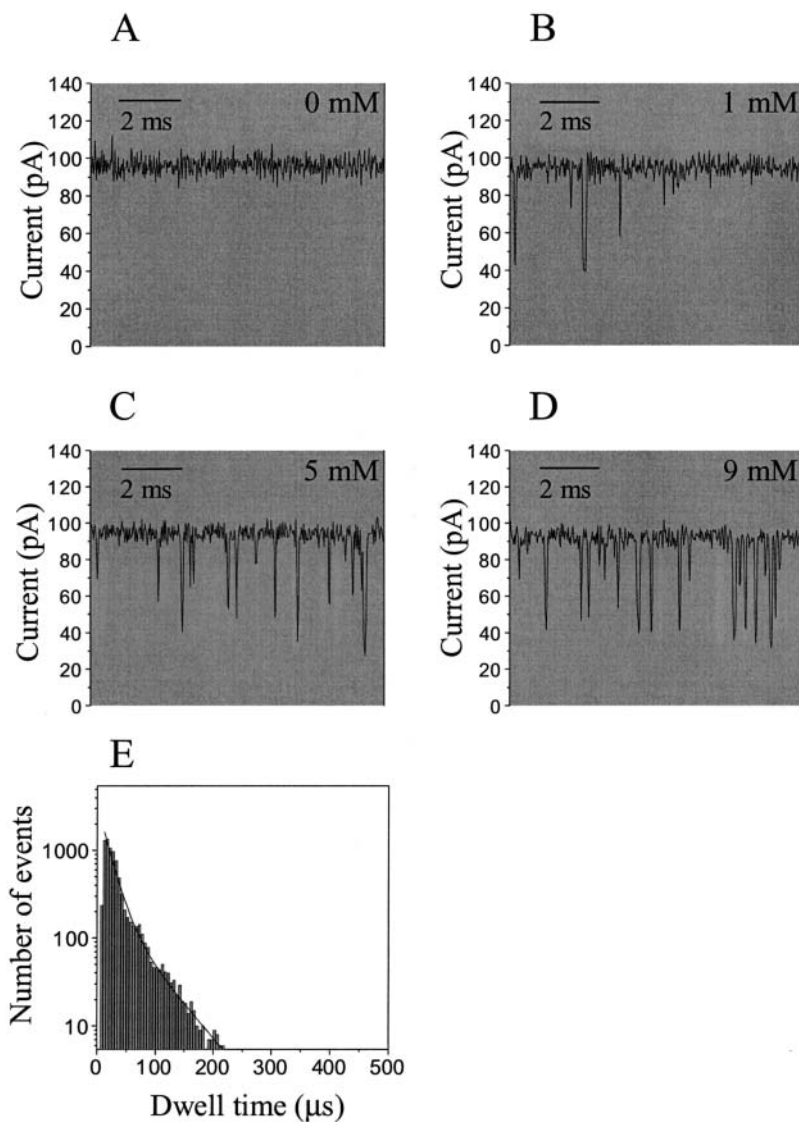 A
Current (pA)
140
120
100
80
60
40
20
0
2 ms
0 mM
B
Current (pA)
140
120
100
80
60
40
20
0
2 ms
1 mM
C
Current (pA)
140
120
100
80
60
40
20
0
2 ms
5 mM
D
Current (pA)
140
120
100
80
60
40
20
0
2 ms
9 mM
E
Number of events
1000
100
10
0 100 200 300 400 500
Dwell time (μs)